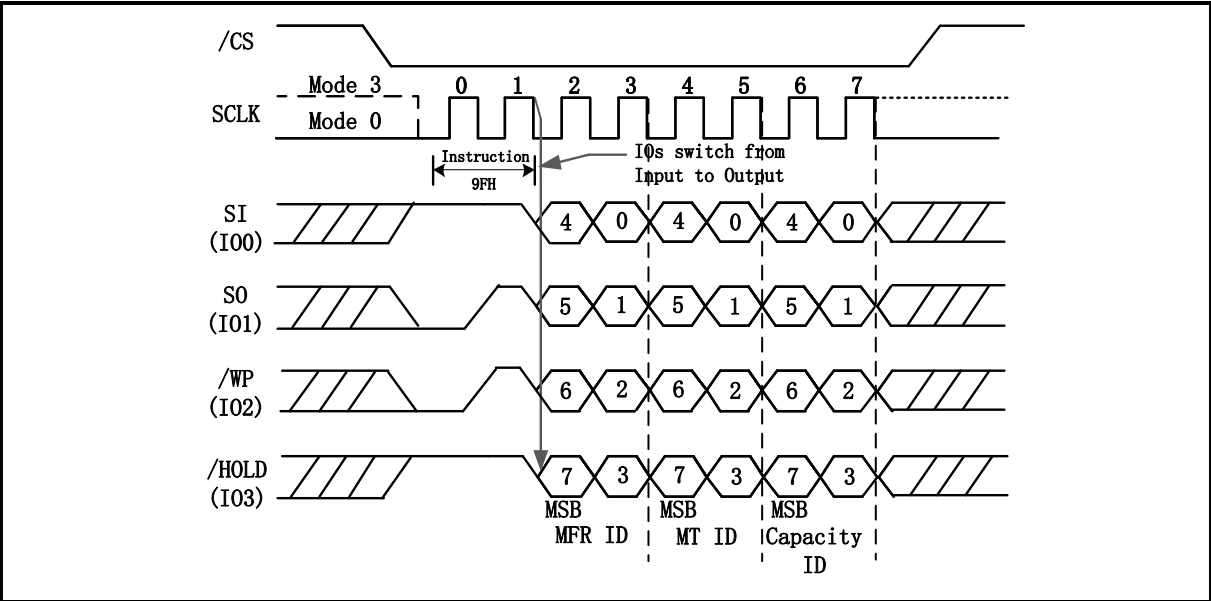 /CS
Mode 3 0 1 2 3 4 5 6 7
SCLK
Mode 0
Instruction
9FH
IOs switch from
Input to Output
SI
(IO0)
4 0 4 0 4 0
SO
(IO1)
5 1 5 1 5 1
/WP
(IO2)
6 2 6 2 6 2
/HOLD
(IO3)
7 3 7 3 7 3
MSB MSB MSB
MFR ID MT ID Capacity
ID